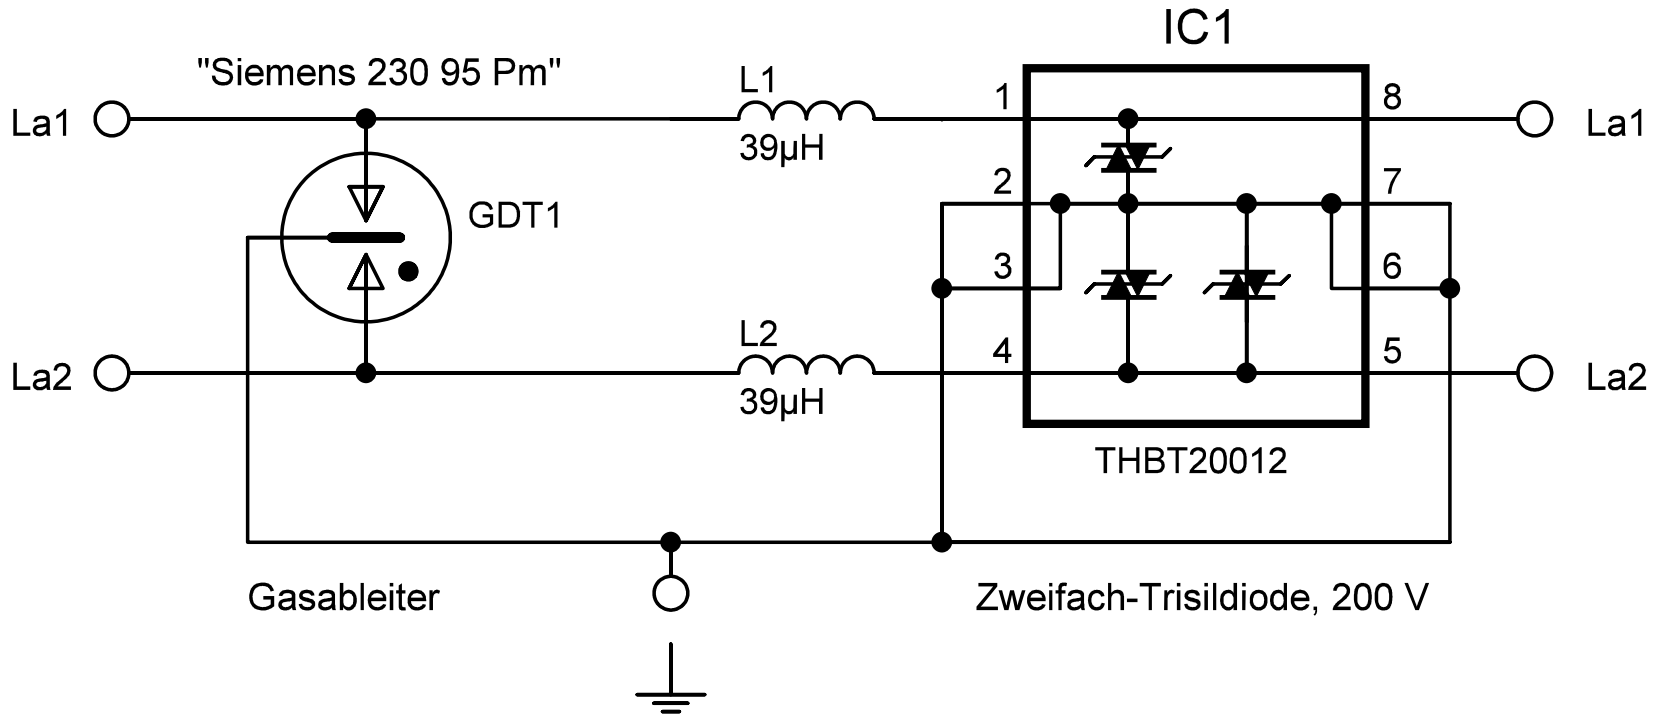 IC1
"Siemens 230 95 Pm"
L1
La1
39µH
1
8
La1
2
7
GDT1
3
6
L2
La2
39µH
4
5
La2
THBT20012
Gasableiter
Zweifach-Trisildiode, 200 V